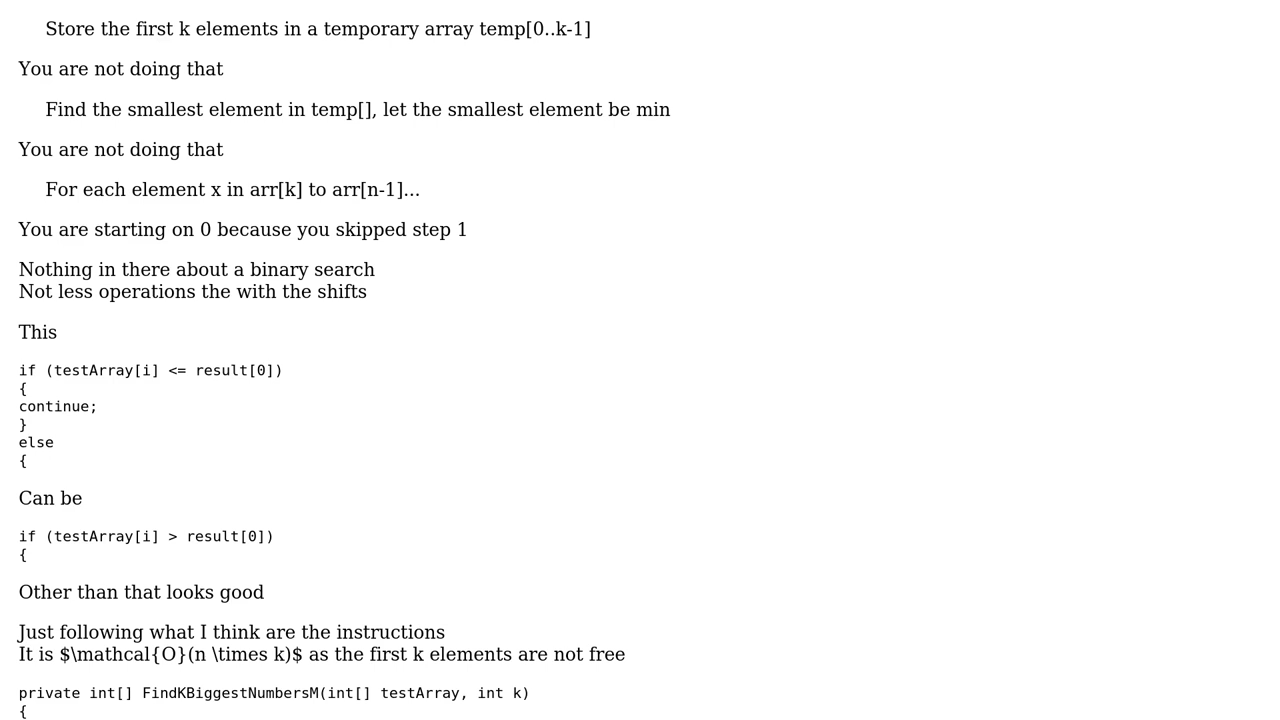 Store the first k elements in a temporary array temp[0..k-1]
You are not doing that
Find the smallest element in temp[], let the smallest element be min
You are not doing that
For each element x in arr[k] to arr[n-1]...
You are starting on 0 because you skipped step 1
Nothing in there about a binary search
Not less operations the with the shifts
This
if (testArray[i] <= result[0])
{
continue;
}
else
{
Can be
if (testArray[i] > result[0])
{
Other than that looks good
Just following what I think are the instructions
It is $\mathcal{O}(n \times k)$ as the first k elements are not free
private int[] FindKBiggestNumbersM(int[] testArray, int k)
{